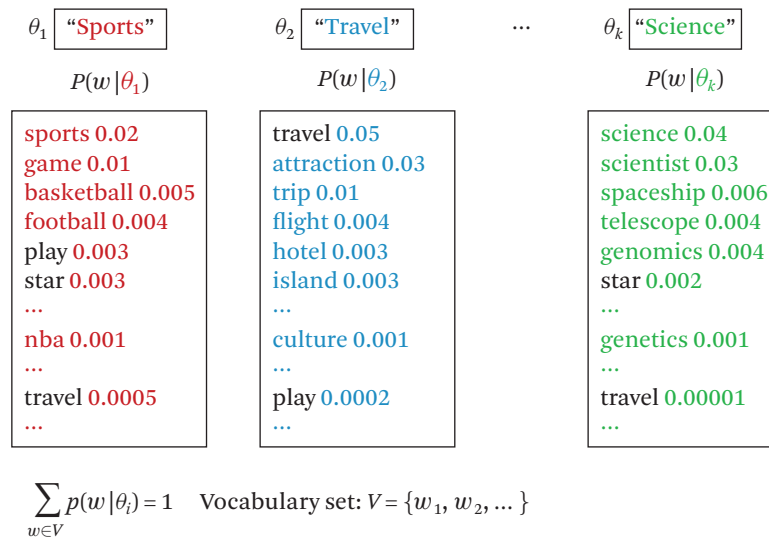 θ₁ “Sports” θ₂ “Travel” ... θₖ “Science”
P(w|θ₁) P(w|θ₂) P(w|θₖ)
sports 0.02
game 0.01
basketball 0.005
football 0.004
play 0.003
star 0.003
...
nba 0.001
...
travel 0.0005
...
travel 0.05
attraction 0.03
trip 0.01
flight 0.004
hotel 0.003
island 0.003
...
culture 0.001
...
play 0.0002
...
science 0.04
scientist 0.03
spaceship 0.006
telescope 0.004
genomics 0.004
star 0.002
...
genetics 0.001
...
travel 0.00001
...
∑ p(w|θᵢ) = 1 Vocabulary set: V = {w₁, w₂, ... }
w∈V